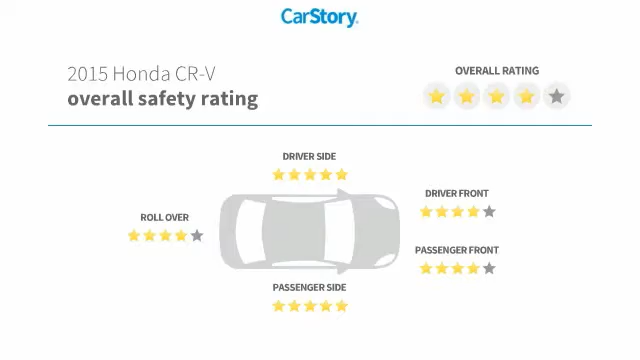 CarStory.
2015 Honda CR-V
overall safety rating
OVERALL RATING
DRIVER SIDE
DRIVER FRONT
ROLL OVER
PASSENGER FRONT
PASSENGER SIDE